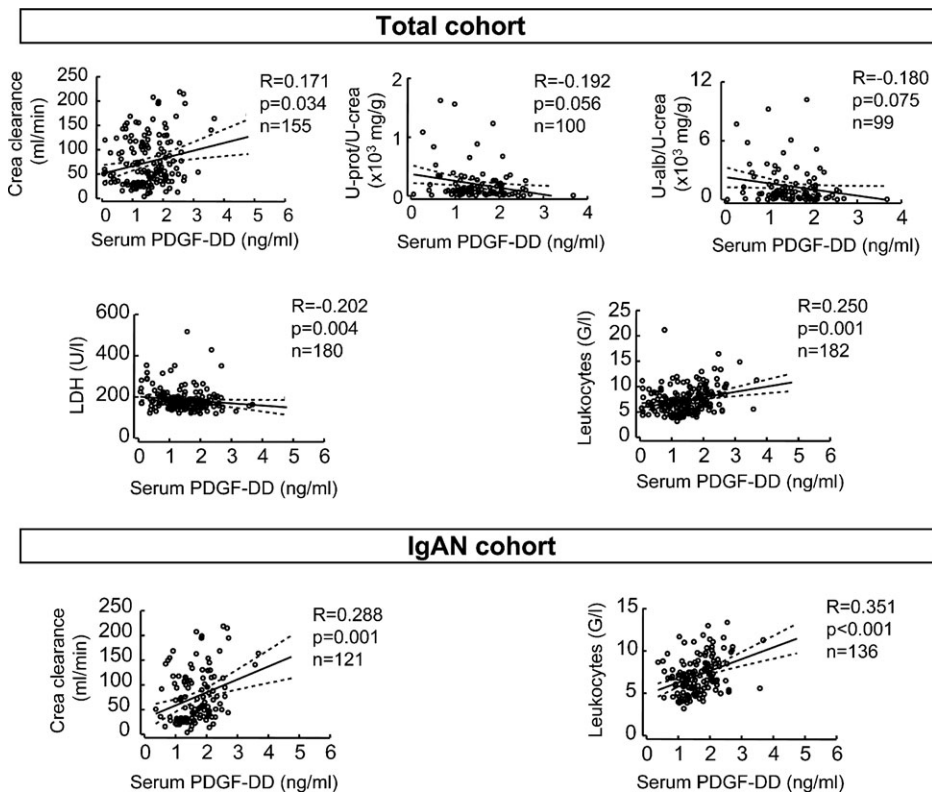 Total cohort
Crea clearance
(ml/min)
250
200
150
100
50
0
0 1 2 3 4 5 6
Serum PDGF-DD (ng/ml)
R=0.171
p=0.034
n=155
U-prot/U-crea
(x10³ mg/g)
2
1
0
0 1 2 3 4
Serum PDGF-DD (ng/ml)
R=-0.192
p=0.056
n=100
U-alb/U-crea
(x10³ mg/g)
12
6
0
0 1 2 3 4
Serum PDGF-DD (ng/ml)
R=-0.180
p=0.075
n=99
LDH (U/l)
600
400
200
0
0 1 2 3 4 5 6
Serum PDGF-DD (ng/ml)
R=-0.202
p=0.004
n=180
Leukocytes (G/l)
25
20
15
10
5
0
0 1 2 3 4 5 6
Serum PDGF-DD (ng/ml)
R=0.250
p=0.001
n=182
IgAN cohort
Crea clearance
ml/min)
250
200
150
100
50
0
0 1 2 3 4 5 6
Serum PDGF-DD (ng/ml)
R=0.288
p=0.001
n=121
Leukocytes (G/l)
15
10
5
0
0 1 2 3 4 5 6
Serum PDGF-DD (ng/ml)
R=0.351
p<0.001
n=136